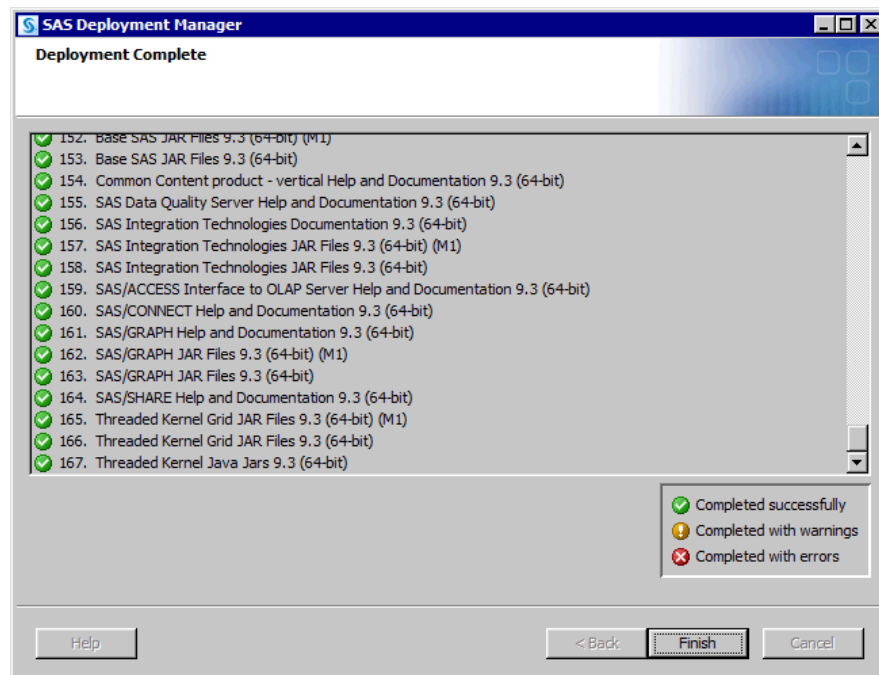 SAS Deployment Manager
Deployment Complete
152. Base SAS JAR Files 9.3 (64-bit) (M1)
153. Base SAS JAR Files 9.3 (64-bit)
154. Common Content product - vertical Help and Documentation 9.3 (64-bit)
155. SAS Data Quality Server Help and Documentation 9.3 (64-bit)
156. SAS Integration Technologies Documentation 9.3 (64-bit)
157. SAS Integration Technologies JAR Files 9.3 (64-bit) (M1)
158. SAS Integration Technologies JAR Files 9.3 (64-bit)
159. SAS/ACCESS Interface to OLAP Server Help and Documentation 9.3 (64-bit)
160. SAS/CONNECT Help and Documentation 9.3 (64-bit)
161. SAS/GRAPH Help and Documentation 9.3 (64-bit)
162. SAS/GRAPH JAR Files 9.3 (64-bit) (M1)
163. SAS/GRAPH JAR Files 9.3 (64-bit)
164. SAS/SHARE Help and Documentation 9.3 (64-bit)
165. Threaded Kernel Grid JAR Files 9.3 (64-bit) (M1)
166. Threaded Kernel Grid JAR Files 9.3 (64-bit)
167. Threaded Kernel Java Jars 9.3 (64-bit)
Completed successfully
Completed with warnings
Completed with errors
Help < Back Finish Cancel